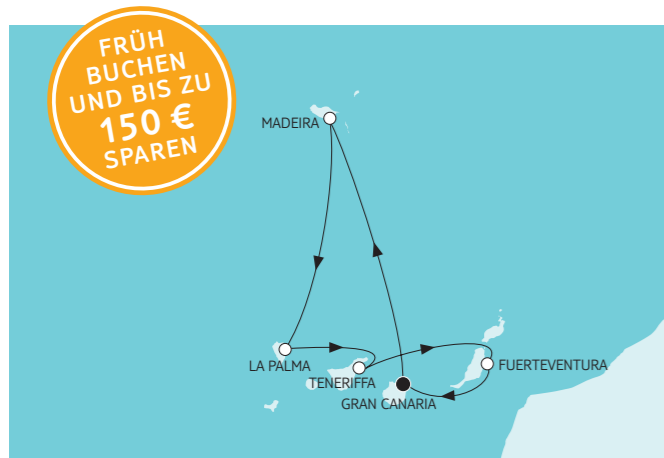 FRÜH
BUCHEN
UND BIS ZU
150 €
SPAREN
MADEIRA
LA PALMA
TENERIFFA
GRAN CANARIA
FUERTEVENTURA